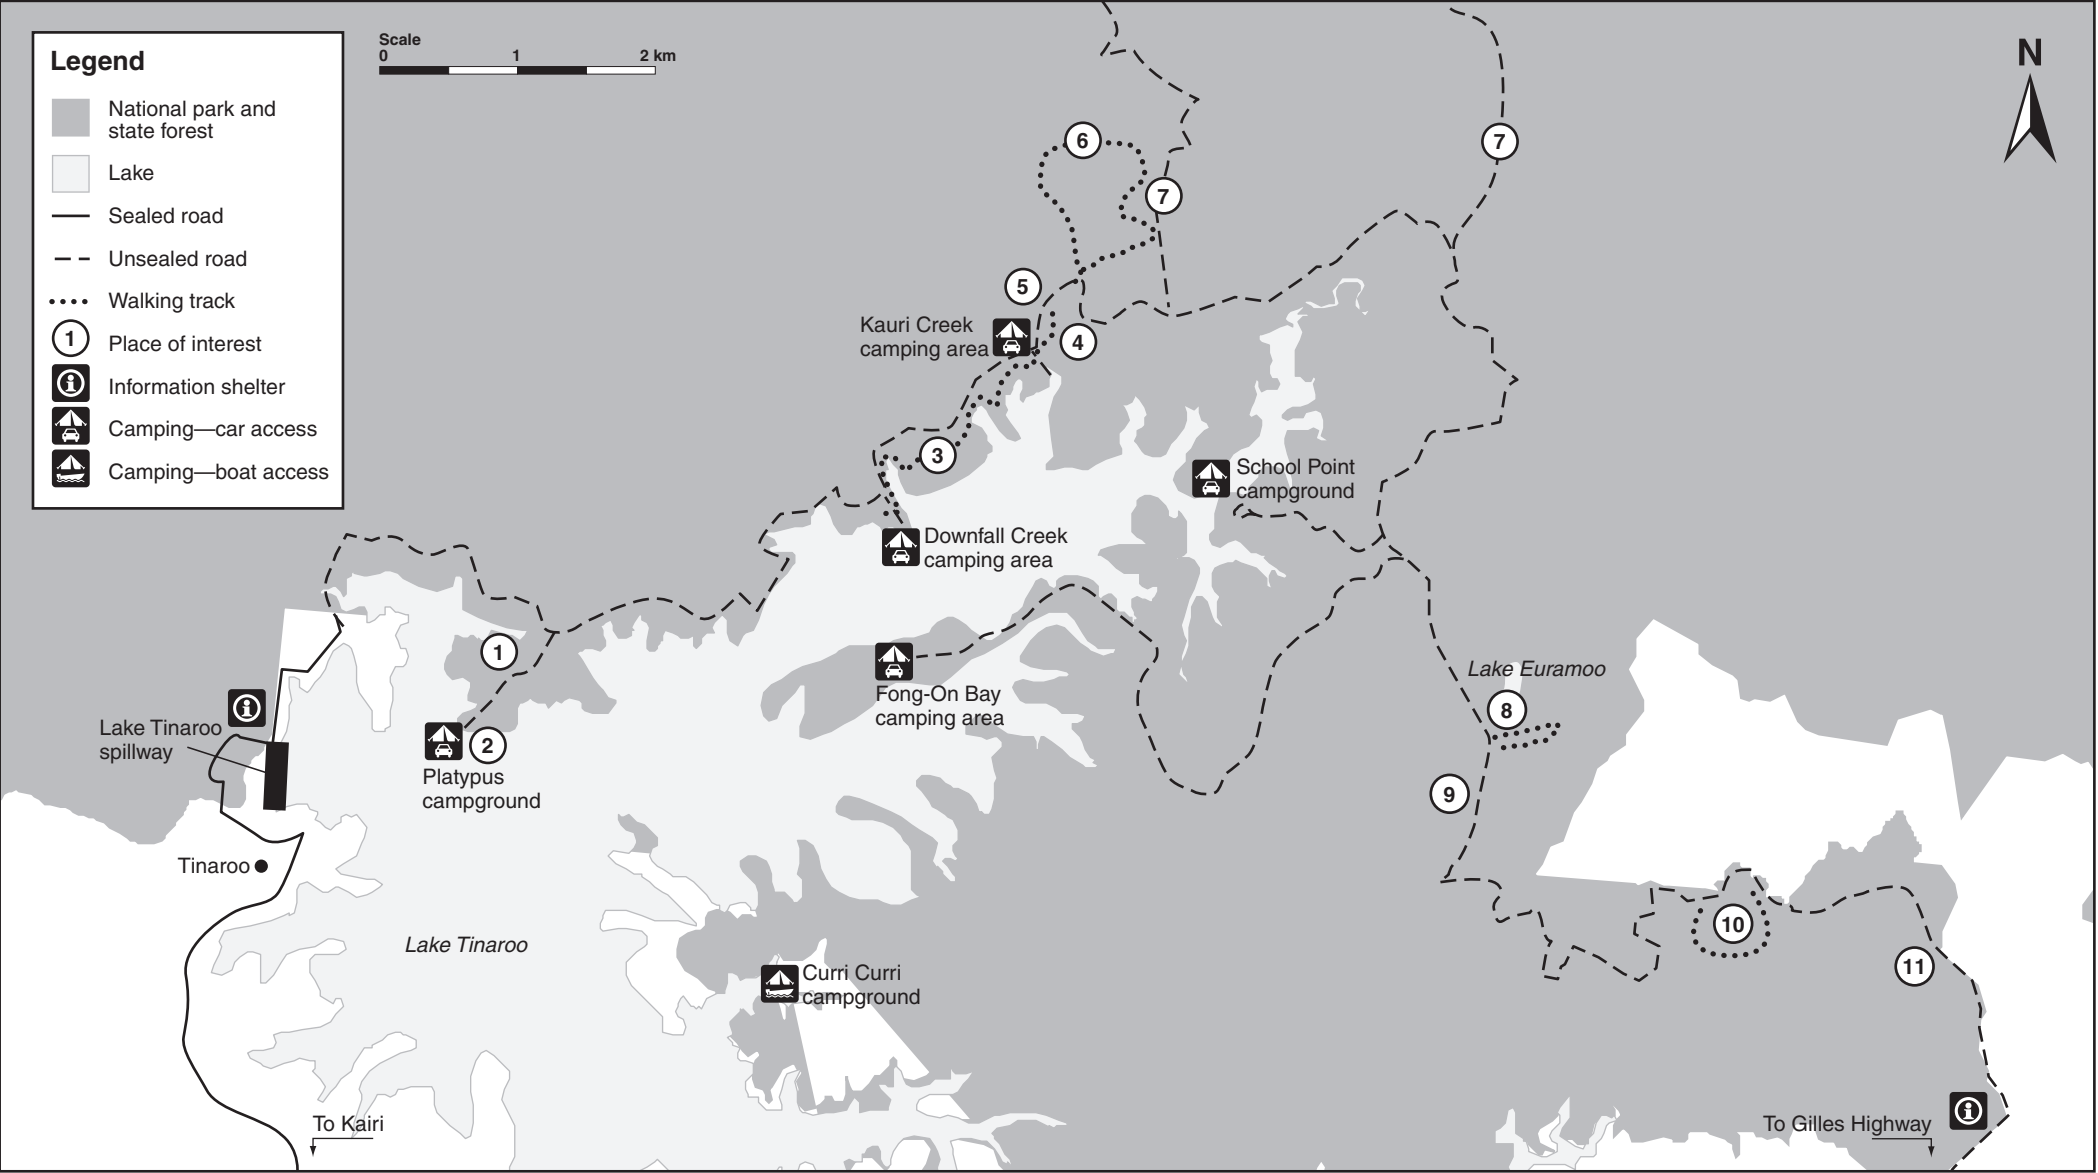 Legend
National park and
state forest
Lake
Sealed road
Unsealed road
Walking track
1
Place of interest
Information shelter
Camping—car access
Camping—boat access
Scale
0 1 2 km
N
6
7
7
5
Kauri Creek
camping area
4
3
School Point
campground
Downfall Creek
camping area
1
Fong-On Bay
camping area
Lake Euramoo
8
Lake Tinaroo
spillway
2
Platypus
campground
9
Tinaroo
10
Lake Tinaroo
11
Curri Curri
campground
To Kairi
To Gilles Highway